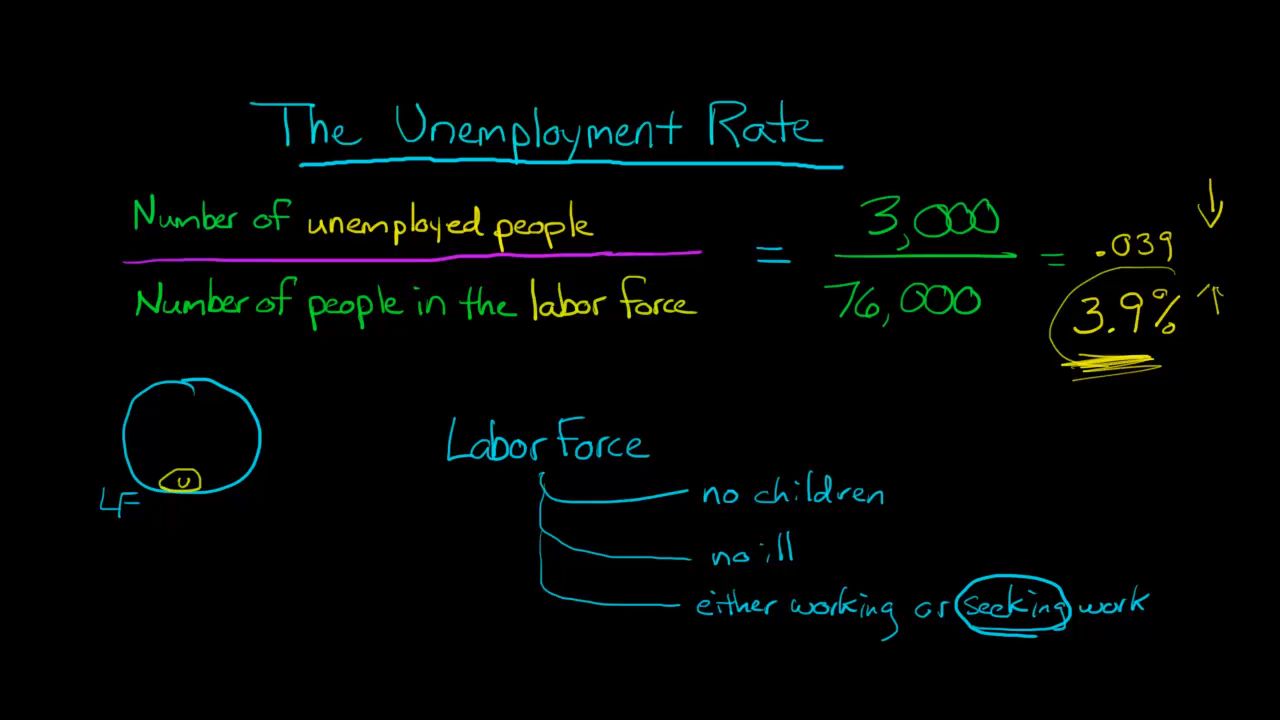 The Unemployment Rate
Number of unemployed people
Number of people in the labor force
=
3,000
76,000
= .039
3.9%
U
LF
Labor Force
no children
no ill
either working or seeking work